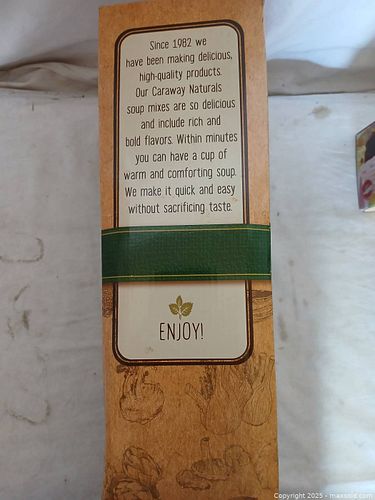 Since 1982 we
have been making delicious,
high-quality products.
Our Caraway Naturals
soup mixes are so delicious
and include rich and
bold flavors. Within minutes
you can have a cup of
warm and comforting soup.
We make it quick and easy
without sacrificing taste.
ENJOY!
Copyright 2025 - maxsold.com